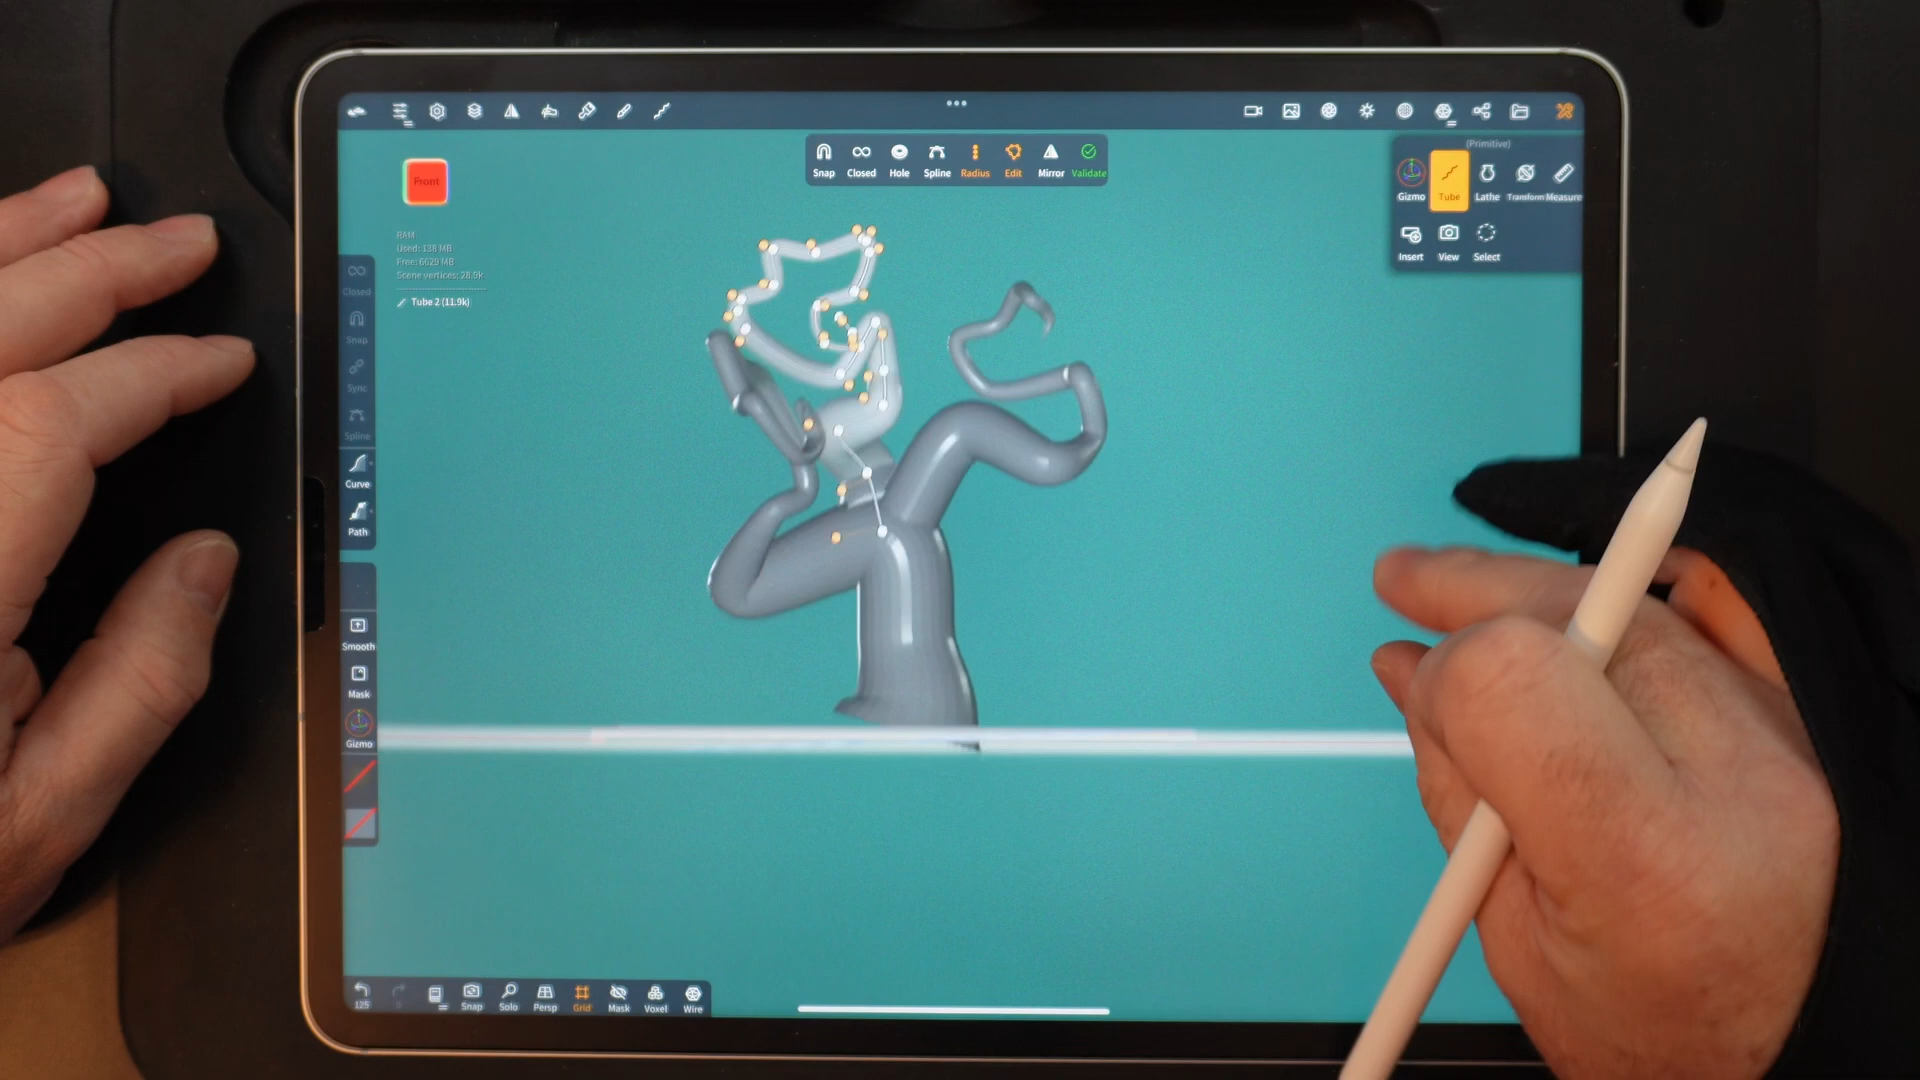 Snap
Closed
Hole
Spline
Radius
Edit
Mirror
Validate
(Primitive)
Gizmo
Tube
Lathe
Transform
Measure
Insert
View
Select
Front
RAM
Used: 138 MB
Free: 6629 MB
Scene vertices: 28.9k
Tube 2 (11.9k)
Closed
Snap
Sync
Spline
Curve
Path
Smooth
Mask
Gizmo
125
Snap
Solo
Persp
Grid
Mask
Voxel
Wire